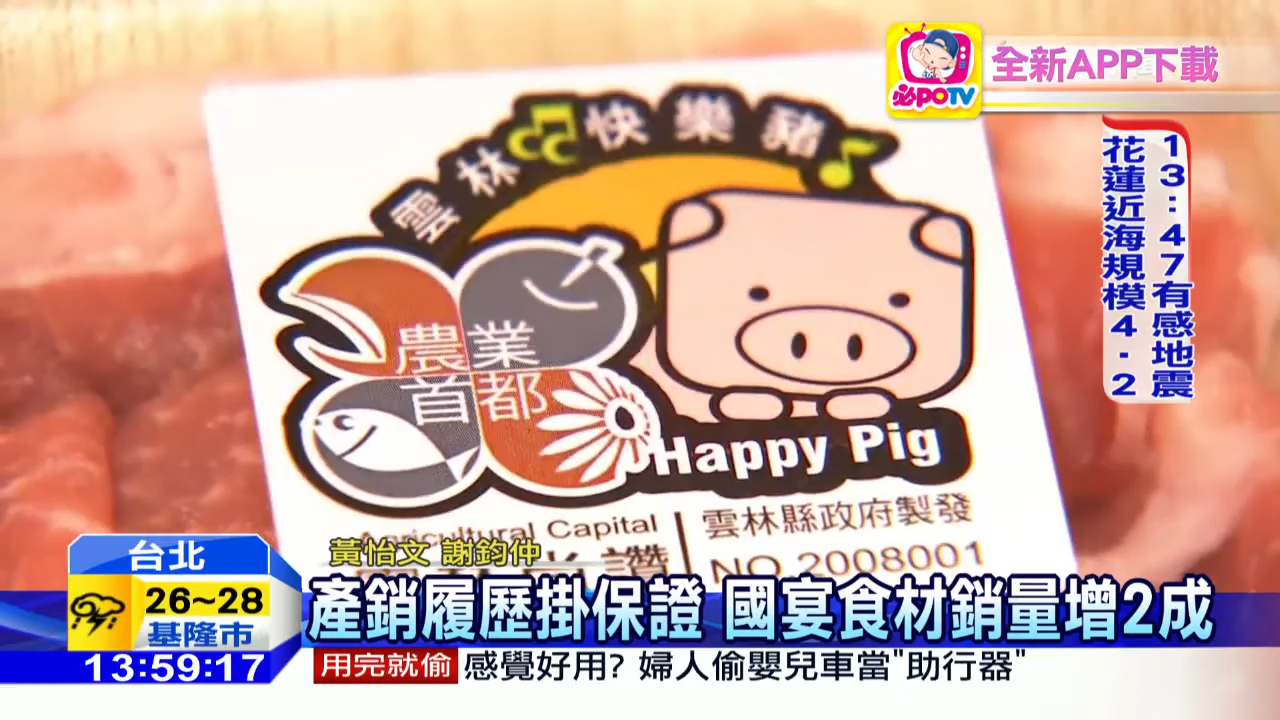 必POTV
全新APP下載
13:47有感地震
花蓮近海規模4.2
雲林快樂豬
農業
首都
Happy Pig
Agricultural Capital
雲林縣政府製發
NO 2008001
黃怡文 謝鈞仲
台北
26~28
基隆市
13:59:17
產銷履歷掛保證 國宴食材銷量增2成
用完就偷 感覺好用? 婦人偷嬰兒車當"助行器"